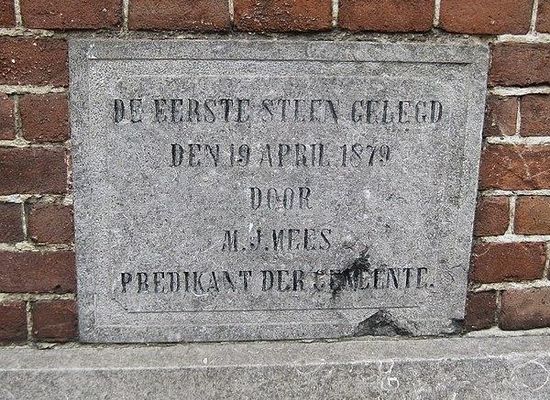 DE EERSTE STEEN GELEGD
DEN 19 APRIL 1879
DOOR
M.J.MEES
PREDIKANT DER GEMEENTE.